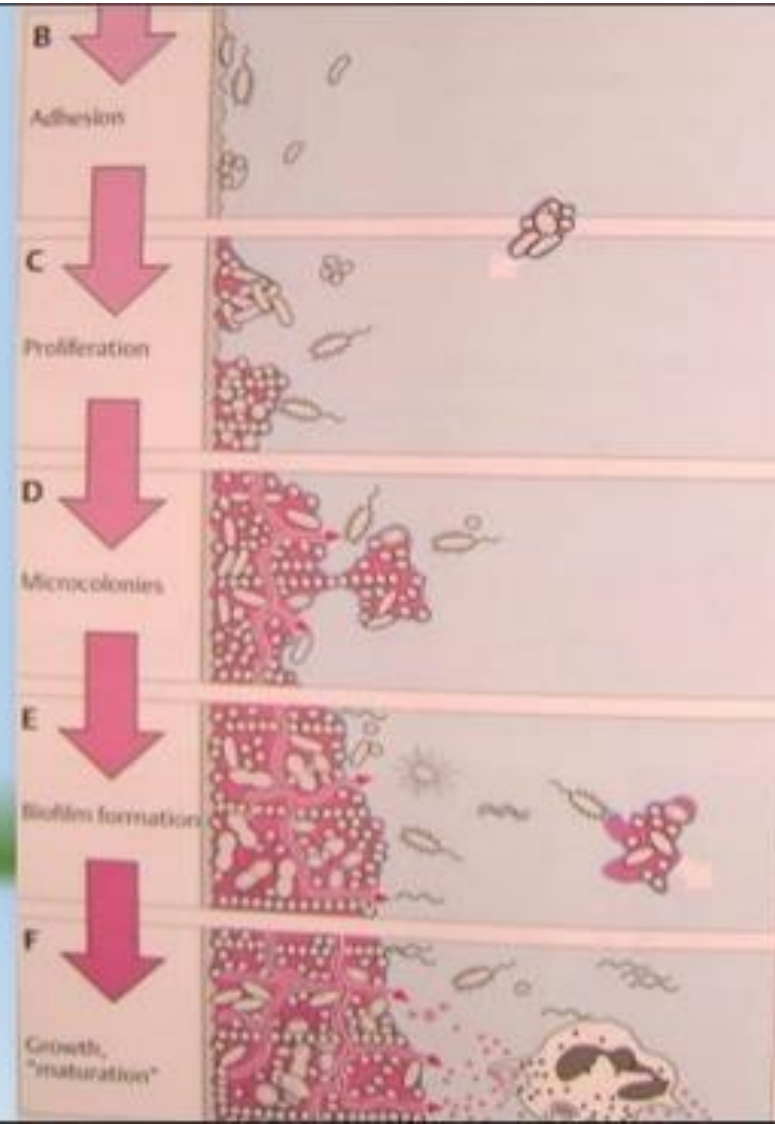 B
Adhesion
C
Proliferation
D
Microcolonies
E
Biofilm formation
F
Growth,
"maturation"